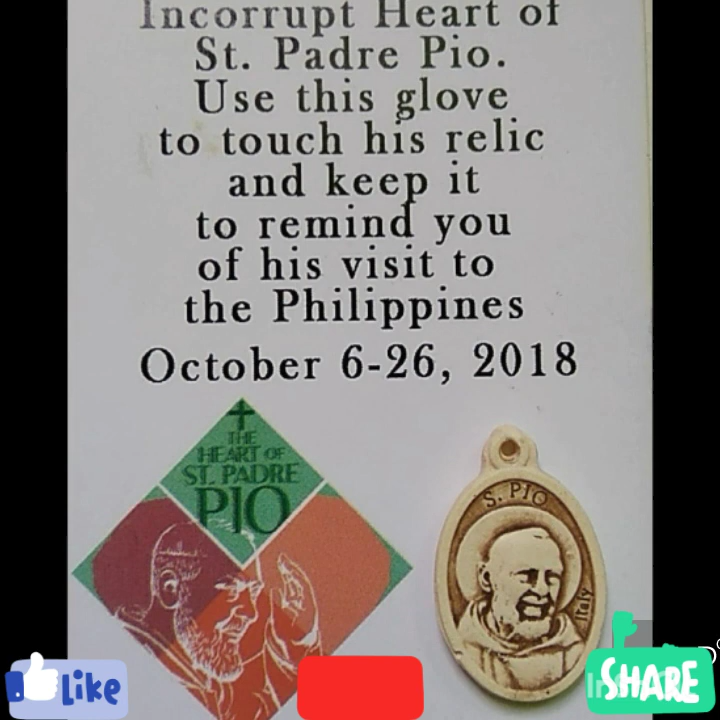 Incorrupt Heart of
St. Padre Pio.
Use this glove
to touch his relic
and keep it
to remind you
of his visit to
the Philippines
October 6-26, 2018
THE
HEART OF
ST. PADRE
PIO
S. PIO
Italy
Like
SHARE